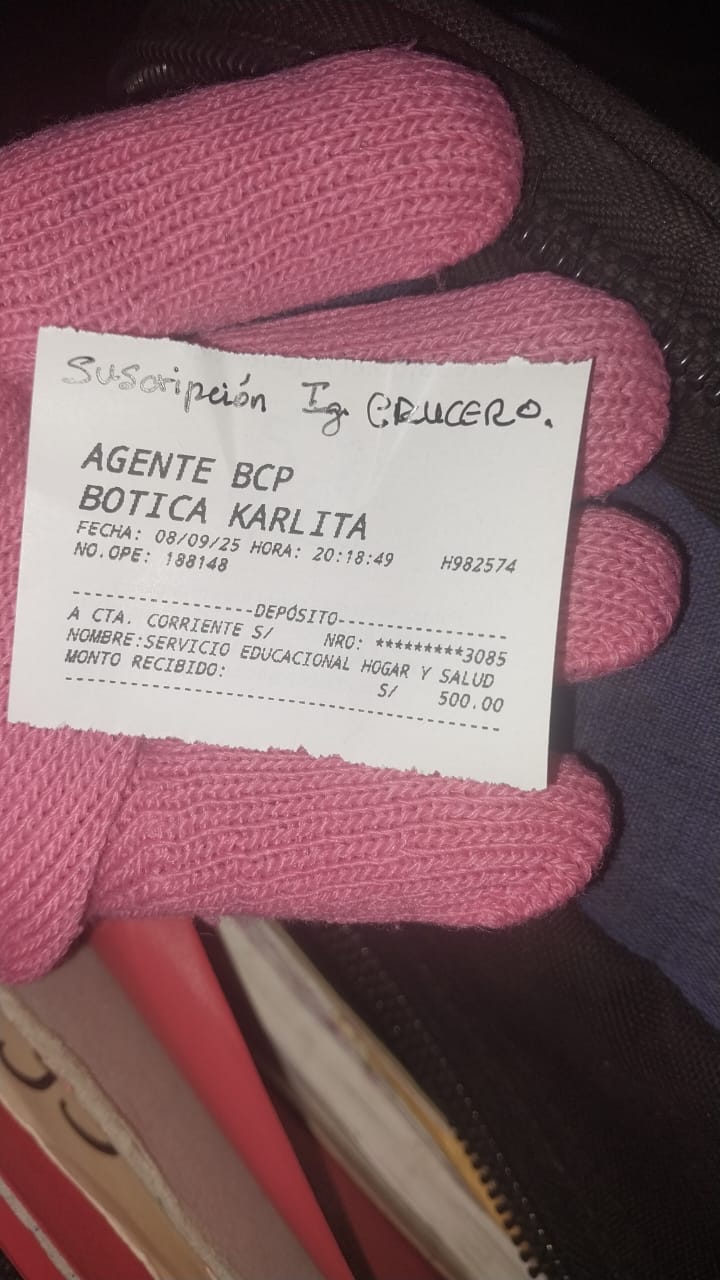 Suscripción Ig. CRUCERO.
AGENTE BCP
BOTICA KARLITA
FECHA: 08/09/25 HORA: 20:18:49 H982574
NO.OPE: 188148
--------------------DEPÓSITO--------------------
A CTA. CORRIENTE S/ NRO: *********3085
NOMBRE:SERVICIO EDUCACIONAL HOGAR Y SALUD
MONTO RECIBIDO: S/ 500.00